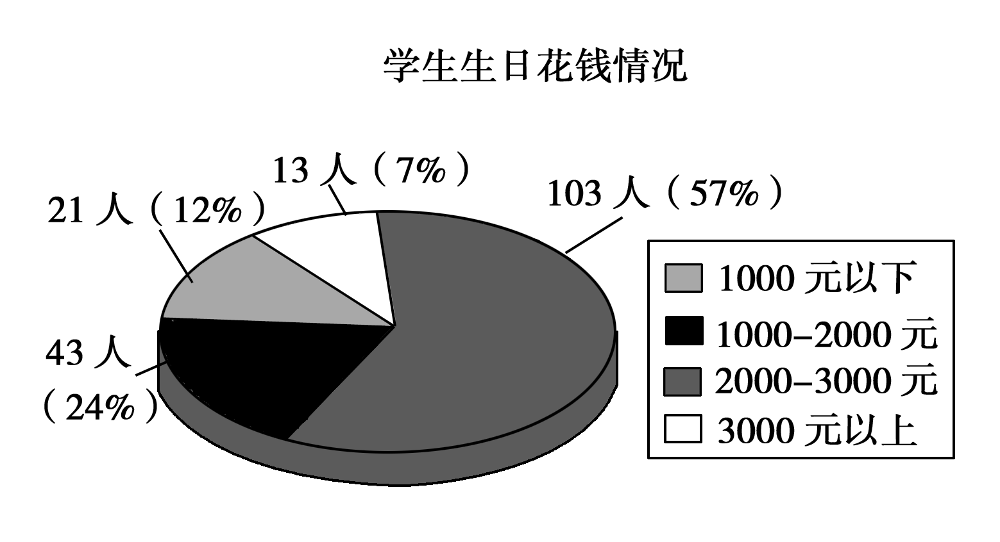 学生生日花钱情况
13 人（7%）
103 人（57%）
21 人（12%）
43 人
（24%）
1000 元以下
1000–2000 元
2000–3000 元
3000 元以上